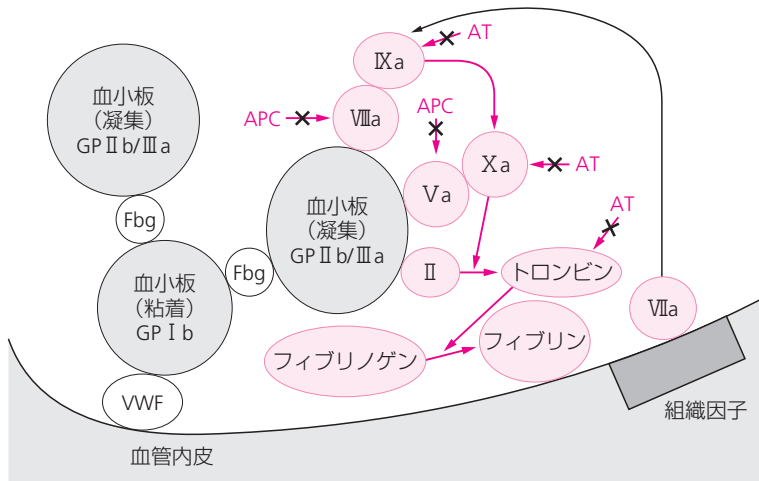 AT
Ⅸa
血小板
(凝集)
GPⅡb/Ⅲa
APC
Ⅷa
APC
Ⅹa
AT
Ⅴa
Fbg
血小板
(凝集)
GPⅡb/Ⅲa
AT
Fbg
Ⅱ
トロンビン
血小板
(粘着)
GPⅠb
Ⅶa
フィブリノゲン
フィブリン
VWF
組織因子
血管内皮